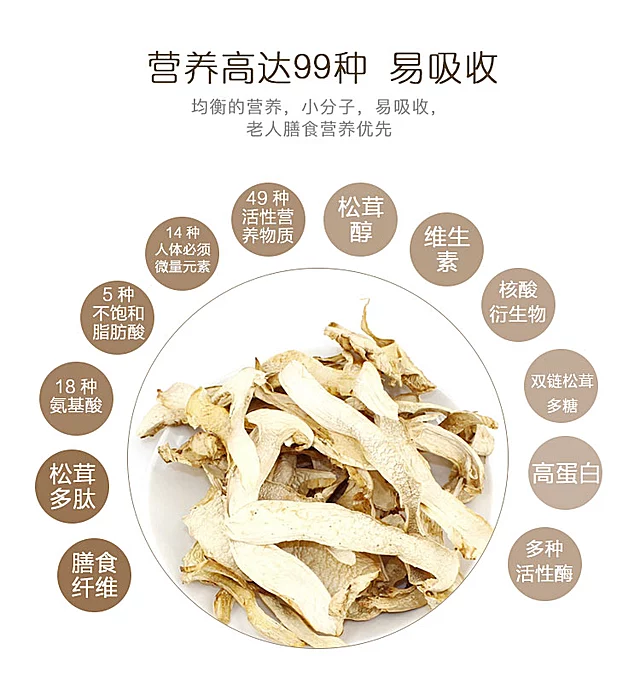 营养高达99种 易吸收
均衡的营养，小分子，易吸收，
老人膳食营养优先
49 种
活性营
养物质
松茸
醇
14 种
人体必须
微量元素
维生
素
5 种
不饱和
脂肪酸
核酸
衍生物
18 种
氨基酸
双链松茸
多糖
松茸
多肽
高蛋白
膳食
纤维
多种
活性酶